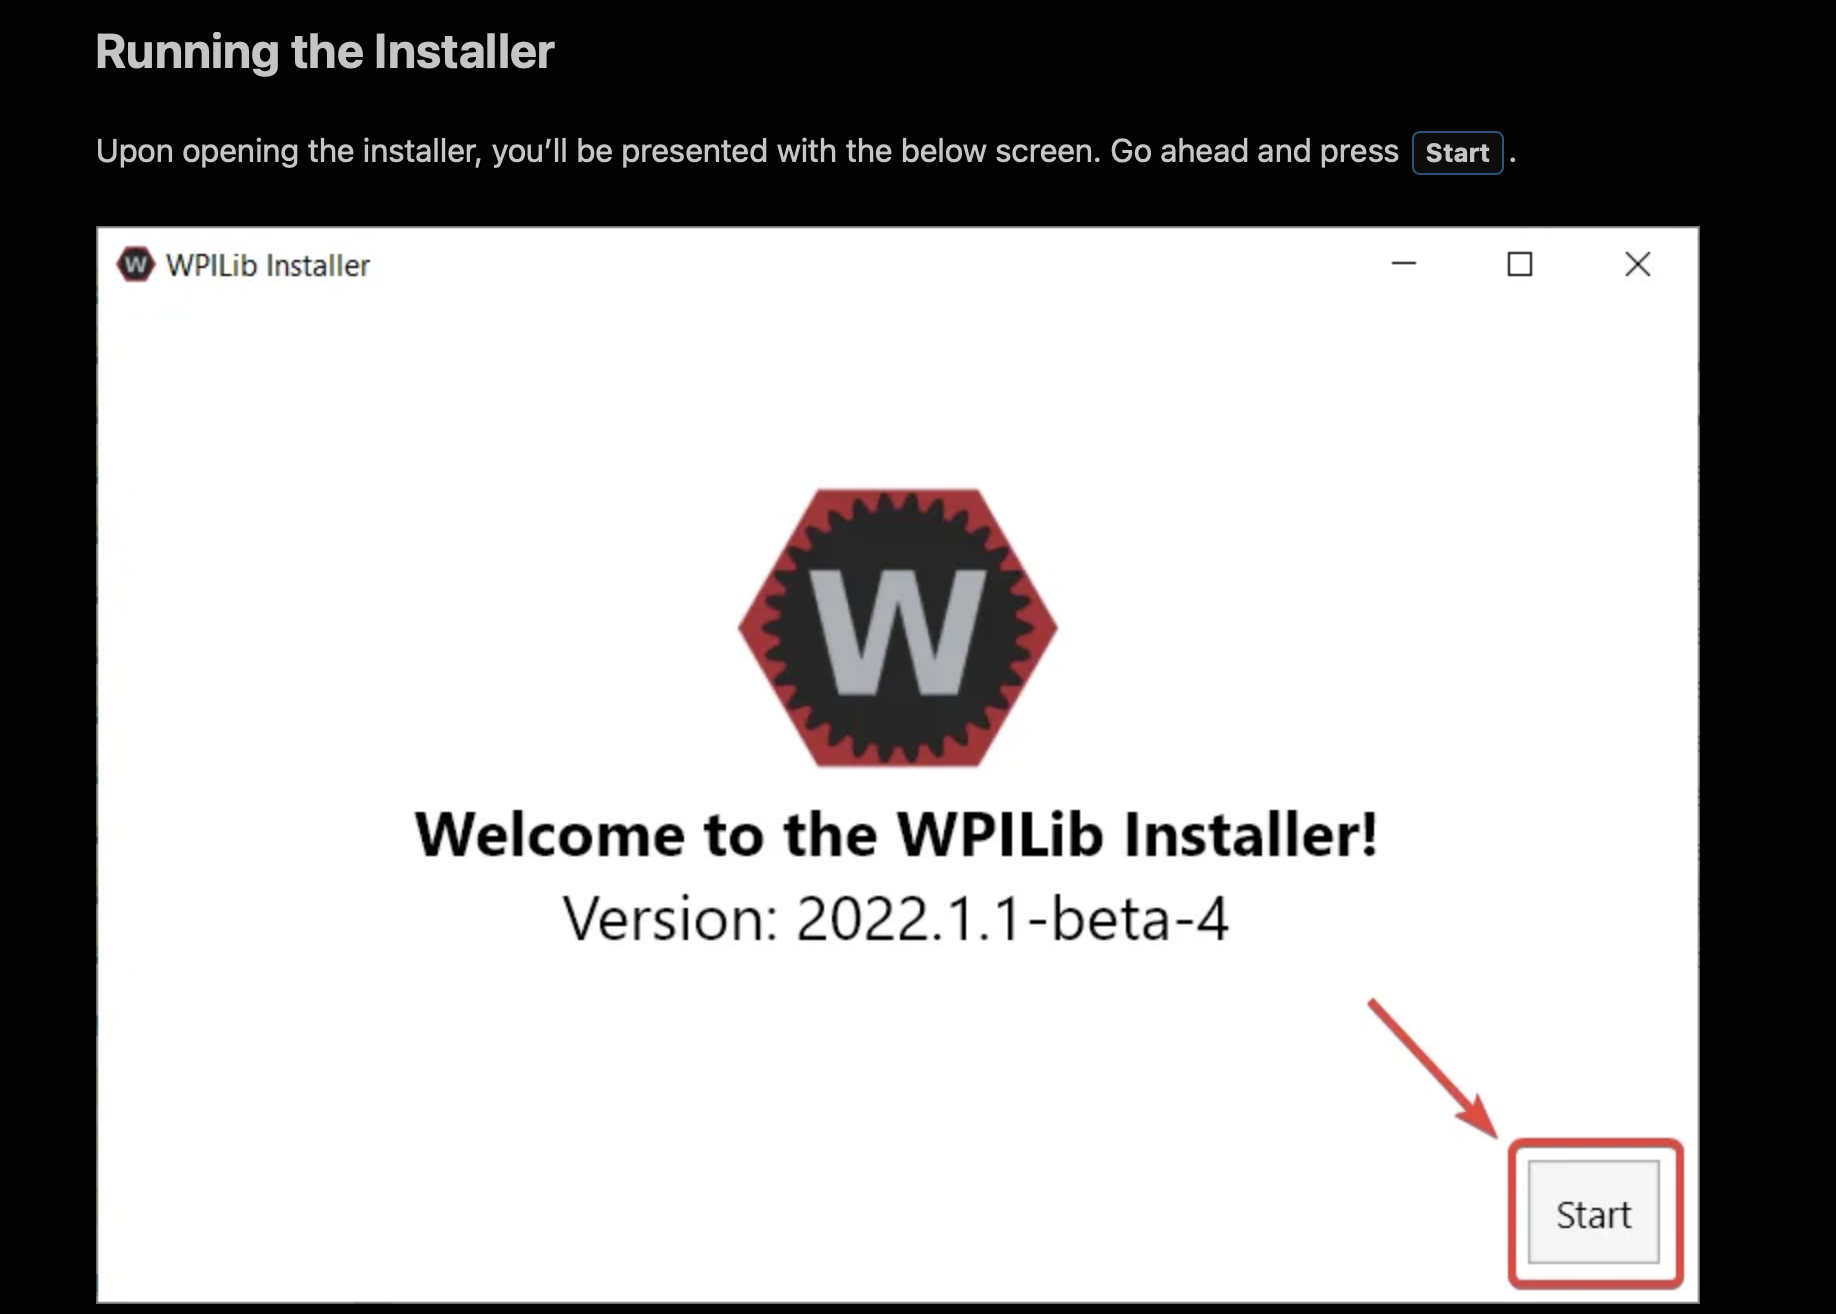 Running the Installer
Upon opening the installer, you’ll be presented with the below screen. Go ahead and press Start .
W WPILib Installer
W
Welcome to the WPILib Installer!
Version: 2022.1.1-beta-4
Start